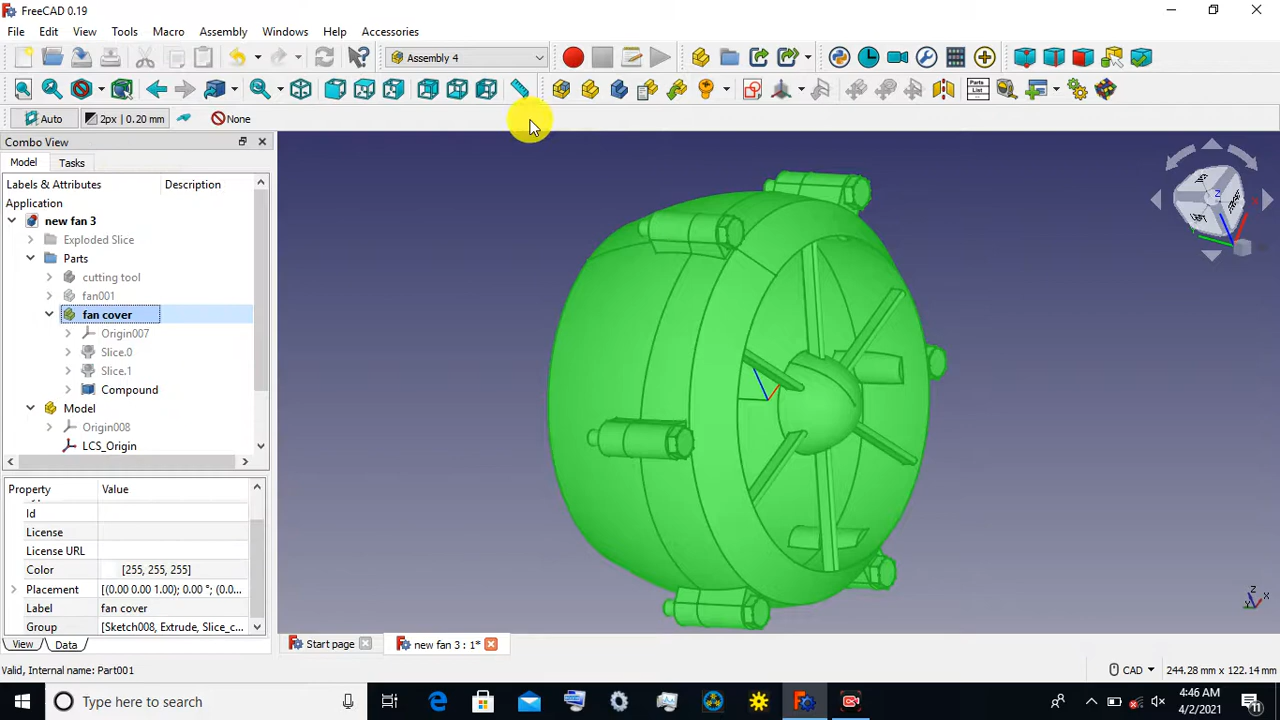 FreeCAD 0.19
File Edit View Tools Macro Assembly Windows Help Accessories
Assembly 4
Parts List
Auto 2px | 0.20 mm None
Combo View
Model Tasks
Labels & Attributes Description
Application
new fan 3
Exploded Slice
Parts
cutting tool
fan001
fan cover
Origin007
Slice.0
Slice.1
Compound
Model
Origin008
LCS_Origin
Property Value
Id
License
License URL
Color [255, 255, 255]
Placement [(0.00 0.00 1.00); 0.00 °; (0.0...
Label fan cover
Group [Sketch008, Extrude, Slice_c...
View Data
Start page new fan 3 : 1*
Valid, Internal name: Part001 CAD 244.28 mm x 122.14 mm
Z
X
Z
X
Type here to search
4:46 AM
4/2/2021